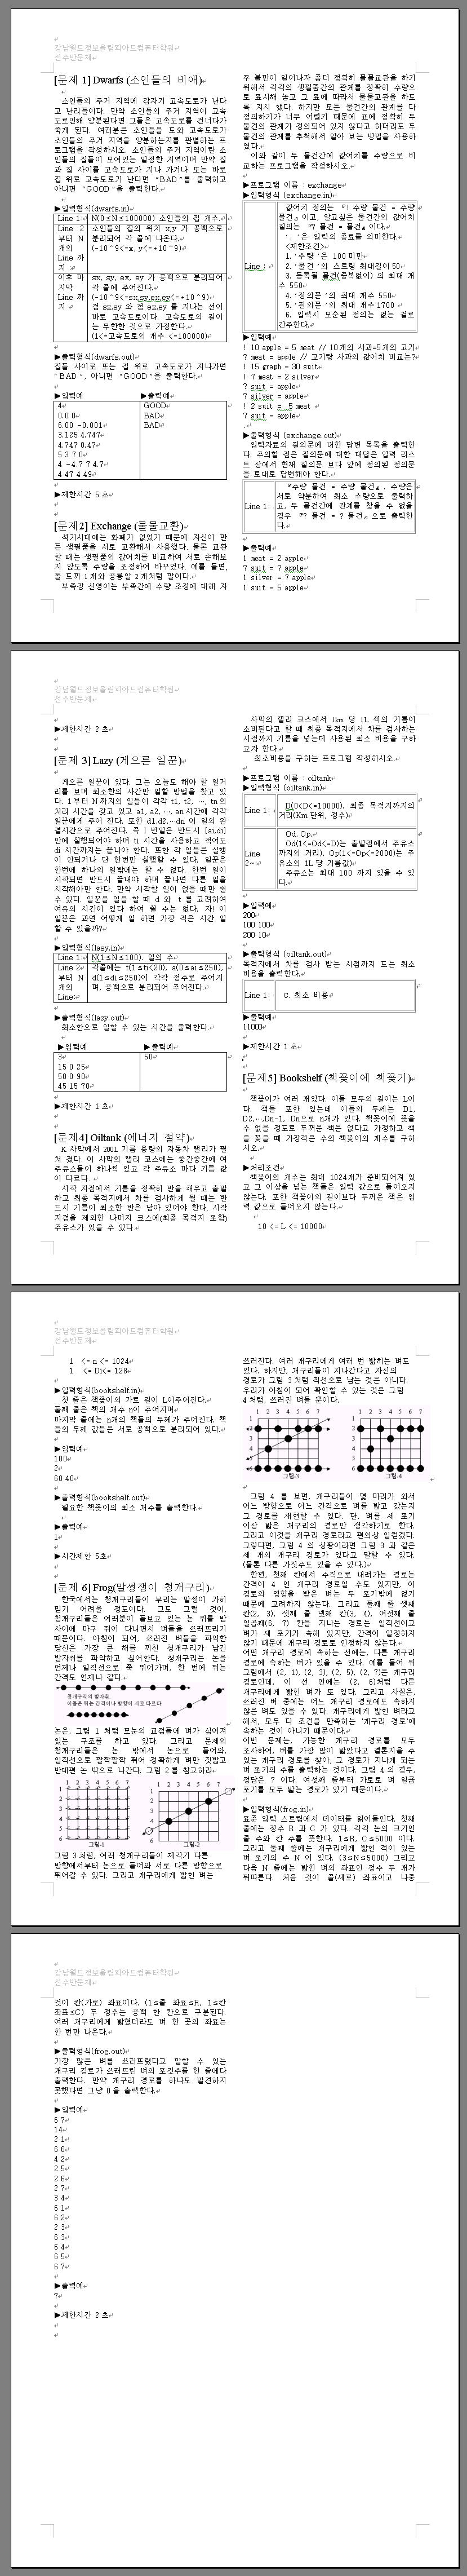 강남월드정보올림피아드컴퓨터학원
선수반문제
[문제 1] Dwarfs (소인들의 비애)
소인들의 주거 지역에 갑자기 고속도로가 난다
고 난리들이다. 만약 소인들의 주거 지역이 고속
도로인해 양분된다면 그들은 고속도로를 건너다가
죽게 된다. 여러분은 소인들을 도와 고속도로가
소인들의 주거 지역을 양분하는지를 판별하는 프
로그램을 작성하시오. 소인들의 주거 지역이란 소
인들의 집들이 모여있는 일정한 지역이며 만약 집
과 집 사이를 고속도로가 지나 가거나 또는 바로
집 위로 고속도로가 난다면 "BAD"를 출력하고
아니면 "GOOD"을 출력한다.
▶입력형식(dwarfs.in)
Line 1: N(0≤N≤100000) 소인들의 집 개수.
Line 2
부터 N
개의
Line 까
지 :
소인들의 집의 위치 x,y 가 공백으로
분리되어 각 줄에 나온다.
(-10^9<=x, y<=+10^9)
이후 마
지막
Line 까
지 :
sx, sy, ex, ey 가 공백으로 분리되어
각 줄에 주어진다.
(-10^9<=sx,sy,ex,ey<=+10^9)
점 sx,sy 와 점 ex,ey 를 지나는 선이
바로 고속도로이다. 고속도로의 길이
는 무한한 것으로 가정한다.
(1<=고속도로의 개수 <=100000)
▶출력형식(dwarfs.out)
집들 사이로 또는 집 위로 고속도로가 지나가면
"BAD", 아니면 "GOOD"을 출력한다.
▶입력예 ▶출력예
4 GOOD
0.0 0 BAD
6.00 -0.001 BAD
3.125 4.747
4.747 0.47
5 3 7 0
4 -4.7 7 4.7
4 47 4 49
▶제한시간 5 초
[문제2] Exchange (물물교환)
석기시대에는 화폐가 없었기 때문에 자신이 만
든 생필품을 서로 교환해서 사용했다. 물론 교환
할 때는 생필품의 값어치를 비교하여 서로 손해보
지 않도록 수량을 조정하여 바꾸었다. 예를 들면,
돌 도끼 1 개와 공룡알 2 개처럼 말이다.
부족장 신영이는 부족간에 수량 조정에 대해 자
꾸 불만이 일어나자 좀더 정확히 물물교환을 하기
위해서 각각의 생필품간의 관계를 정확히 수량으
로 표시해 놓고 그 표에 따라서 물물교환을 하도
록 지시 했다. 하지만 모든 물건간의 관계를 다
정의하기가 너무 어렵기 때문에 표에 정확히 두
물건의 관계가 정의되어 있지 않다고 하더라도 두
물건의 관계를 추적해서 알아 보는 방법을 사용하
였다.
이와 같이 두 물건간에 값어치를 수량으로 비
교하는 프로그램을 작성하시오.
▶프로그램 이름 : exchange
▶입력형식 (exchange.in)
Line :
값어치 정의는 『! 수량 물건 = 수량
물건』 이고, 알고싶은 물건간의 값어치
질의는 『? 물건 = 물건』 이다.
'.'은 입력의 종료를 의미한다.
<제한조건>
1. '수량'은 100 미만
2. '물건'의 스트링 최대길이 50
3. 등록될 물건(중복없이) 의 최대 개
수 550
4. '정의문'의 최대 개수 550
5. '질의문'의 최대 개수 1700
6. 입력시 모순된 정의는 없는 걸로
간주한다.
▶입력예
! 10 apple = 5 meat // 10개의 사과=5개의 고기
? meat = apple // 고기랑 사과의 값어치 비교는?
! 15 graph = 30 suit
! 7 meat = 2 silver
? suit = apple
? silver = apple
! 2 suit = 5 meat
? suit = apple
.
▶출력형식 (exchange.out)
입력자료의 질의문에 대한 답변 목록을 출력한
다. 주의할 점은 질의문에 대한 대답은 입력 리스
트 상에서 현재 질의문 보다 앞에 정의된 정의문
을 토대로 답변해야 한다.
Line 1:
『수량 물건 = 수량 물건』. 수량은
서로 약분하여 최소 수량으로 출력하
고, 두 물건간에 관계를 찾을 수 없을
경우 『? 물건 = ? 물건』으로 출력한
다.
▶출력예
1 meat = 2 apple
? suit = ? apple
1 silver = 7 apple
1 suit = 5 apple
강남월드정보올림피아드컴퓨터학원
선수반문제
▶제한시간 2 초
[문제 3] Lazy (게으른 일꾼)
게으른 일꾼이 있다. 그는 오늘도 해야 할 일거
리를 보며 최소한의 사간만 일할 방법을 찾고 있
다. 1부터 N 까지의 일들이 각각 t1, t2, …, tn의
처리 시간을 갖고 있고 a1, a2, …, an 시간에 각각
일꾼에게 주어 진다. 또한 d1,d2,…dn 이 일의 완
결시간으로 주어진다. 즉 i 번일은 반드시 [ai,di]
안에 실행되어야 하며 ti 시간을 사용하고 적어도
di 시간까지는 끝나야 한다. 또한 각 일들은 실행
이 안되거나 단 한번만 실행할 수 있다. 일꾼은
한번에 하나의 일밖에는 할 수 없다. 한번 일이
시작되면 반드시 끝내야 하며 끝나면 다른 일을
시작해야만 한다. 만약 시작할 일이 없을 때만 쉴
수 있다. 일꾼을 일을 할 때 d 와 t 를 고려하여
여유의 시간이 있다 하여 쉴 수는 없다. 자! 이
일꾼은 과연 어떻게 일 하면 가장 적은 시간 일
할 수 있을까?
▶입력형식(lasy.in)
Line 1: N(1≤N≤100). 일의 수
Line 2
부터 N
개의
Line:
각줄에는 t(1≤ti≤20), a(0≤ai≤250),
d(1≤di≤250)이 각각 정수로 주어지
며, 공백으로 분리되어 주어진다.
▶출력형식(lazy.out)
최소한으로 일할 수 있는 시간을 출력한다.
▶입력예 ▶출력예
3 50
15 0 25
50 0 90
45 15 70
▶제한시간 1 초
[문제4] Oiltank (에너지 절약)
K 사막에서 200L 기름 용량의 자동차 탤리가 펼
쳐 졌다. 이 사막의 탤리 코스에는 중간중간에 여
주유소들이 하나씩 있고 각 주유소 마다 기름 값
이 다르다.
시작 지점에서 기름을 정확히 반을 채우고 출발
하고 최종 목적지에서 차를 검사하게 될 때는 반
드시 기름이 최소한 반은 남아 있어야 한다. 시작
지점을 제외한 나머지 코스에(최종 목적지 포함)
주유소가 있을 수 있다.
사막의 탤리 코스에서 1km 당 1L 씩의 기름이
소비된다고 할 때 최종 목적지에서 차를 검사하는
시점까지 기름을 넣는데 사용된 최소 비용을 구하
고자 한다.
최소비용을 구하는 프로그램 작성하시오.
▶프로그램 이름 : oiltank
▶입력형식 (oiltank.in)
Line 1:
D(0<D<=10000). 최종 목적지까지의
거리(Km 단위, 정수)
Line
2~:
Od, Op.
Od(1<=Od<=D)는 출발점에서 주유소
까지의 거리), Op(1<=Op<=2000)는 주
유소의 1L 당 기름값)
주유소는 최대 100 까지 있을 수 있
다.
▶입력예
200
100 100
200 10
▶출력형식 (oiltank.out)
목적지에서 차를 검사 받는 시점까지 드는 최소
비용을 출력한다.
Line 1: C. 최소 비용
▶출력예
11000
▶제한시간 1 초
[문제5] Bookshelf (책꽂이에 책꽂기)
책꽂이가 여러 개있다. 이들 모두의 길이는 L이
다. 책들 또한 있는데 이들의 두께는 D1,
D2,…,Dn-1, Dn으로 n개가 있다. 책꽂이에 꽂을
수 없을 정도로 두꺼운 책은 없다고 가정하고 책
을 꽂을 때 가장적은 수의 책꽂이의 개수를 구하
시오.
▶처리조건
책꽂이의 개수는 최대 1024개가 준비되어져 있
고 그 이상을 넘는 책들은 입력 값으로 들어오지
않는다. 또한 책꽂이의 길이보다 두꺼운 책은 입
력 값으로 들어오지 않는다.
10 <= L <= 10000
강남월드정보올림피아드컴퓨터학원
선수반문제
1 <= n <= 1024
1 <= Di<= 128
▶입력형식(bookshelf.in)
첫 줄은 책꽂이의 가로 길이 L이주어진다.
둘째 줄은 책의 개수 n이 주어지며
마지막 줄에는 n개의 책들의 두께가 주어진다. 책
들의 두께 값들은 서로 공백으로 분리되어 있다.
▶입력예
100
2
60 40
▶출력형식(bookshelf.out)
필요한 책꽂이의 최소 개수를 출력한다.
▶출력예
1
▶시간제한 5초
[문제 6] Frog(말썽쟁이 청개구리)
한국에서는 청개구리들이 부리는 말썽이 가히
믿기 어려울 정도이다. 그도 그럴 것이,
청개구리들은 여러분이 돌보고 있는 논 위를 밤
사이에 마구 뛰어 다니면서 벼들을 쓰러뜨리기
때문이다. 아침이 되어, 쓰러진 벼들을 파악한
당신은 가장 큰 해를 끼친 청개구리가 남긴
발자취를 파악하고 싶어한다. 청개구리는 논을
언제나 일직선으로 쭉 뛰어가며, 한 번에 뛰는
간격도 언제나 같다.
청개구리의 발자국
이들은 뛰는 간격이나 방향이 서로 다르다
논은, 그림 1 처럼 모눈의 교점들에 벼가 심어져
있는 구조를 하고 있다. 그리고 문제의
청개구리들은 논 밖에서 논으로 들어와,
일직선으로 팔짝팔짝 뛰어 정확하게 벼만 짓밟고
반대편 논 밖으로 나간다. 그림 2 를 참고하라
1 2 3 4 5 6 7
1
2
3
4
5
6
그림-1
1 2 3 4 5 6 7
1
2
3
4
5
6
그림-2
그림 3 처럼, 여러 청개구리들이 제각기 다른
방향에서부터 논으로 들어와 서로 다른 방향으로
뛰어갈 수 있다. 그리고 개구리에게 밟힌 벼는
쓰러진다. 여러 개구리에게 여러 번 밟히는 벼도
있다. 하지만, 개구리들이 지나간다고 자신의
경로가 그림 3 처럼 직선으로 남는 것은 아니다.
우리가 아침이 되어 확인할 수 있는 것은 그림
4 처럼, 쓰러진 벼들 뿐이다.
1 2 3 4 5 6 7
1
2
3
4
5
6
그림-3
1 2 3 4 5 6 7
1
2
3
4
5
6
그림-4
그림 4 를 보면, 개구리들이 몇 마리가 와서
어느 방향으로 어느 간격으로 벼를 밟고 갔는지
그 경로를 재현할 수 있다. 단, 벼를 세 포기
이상 밟은 개구리의 경로만 생각하기로 한다.
그리고 이것을 개구리 경로라고 편의상 일컫겠다.
그렇다면, 그림 4 의 상황이라면 그림 3 과 같은
세 개의 개구리 경로가 있다고 말할 수 있다.
(물론 다른 가짓수도 있을 수 있다.)
한편, 첫째 칸에서 수직으로 내려가는 경로는
간격이 4 인 개구리 경로일 수도 있지만, 이
경로의 영향을 받은 벼는 두 포기밖에 없기
때문에 고려하지 않는다. 그리고 둘째 줄 셋째
칸(2, 3), 셋째 줄 넷째 칸(3, 4), 여섯째 줄
일곱째(6, 7) 칸을 지나는 경로는 일직선이고
벼가 세 포기가 속해 있지만, 간격이 일정하지
않기 때문에 개구리 경로로 인정하지 않는다.
어떤 개구리 경로에 속하는 선에는, 다른 개구리
경로에 속하는 벼가 있을 수 있다. 예를 들어 위
그림에서 (2, 1), (2, 3), (2, 5), (2, 7)은 개구리
경로인데, 이 선 안에는 (2, 6)처럼 다른
개구리에게 밟힌 벼가 또 있다. 그리고 사실은,
쓰러진 벼 중에는 어느 개구리 경로에도 속하지
않은 벼도 있을 수 있다. 개구리에게 밟힌 벼라고
해서, 모두 다 조건을 만족하는 '개구리 경로'에
속하는 것이 아니기 때문이다.
이번 문제는, 가능한 개구리 경로를 모두
조사하여, 벼를 가장 많이 밟았다고 결론지을 수
있는 개구리 경로를 찾아, 그 경로가 지나게 되는
벼 포기의 수를 출력하는 것이다. 그림 4 의 경우,
정답은 7 이다. 여섯째 줄부터 가로로 벼 일곱
포기를 모두 밟는 경로가 있기 때문이다.
▶입력형식(frog.in)
표준 입력 스트림에서 데이터를 읽어들인다. 첫째
줄에는 정수 R 과 C 가 있다. 각각 논의 크기인
줄 수와 칸 수를 뜻한다. 1≤R, C≤5000 이다.
그리고 둘째 줄에는 개구리에게 밟힌 격이 있는
벼 포기의 수 N 이 있다. (3≤N≤5000) 그리고
다음 N 줄에는 밟힌 벼의 좌표인 정수 두 개가
뒤따른다. 처음 것이 줄(세로) 좌표이고 나중
강남월드정보올림피아드컴퓨터학원
선수반문제
것이 칸(가로) 좌표이다. (1≤줄 좌표≤R, 1≤칸
좌표≤C) 두 정수는 공백 한 칸으로 구분된다.
여러 개구리에게 밟혔더라도 벼 한 곳의 좌표는
한 번만 나온다.
▶출력형식(frog.out)
가장 많은 벼를 쓰러뜨렸다고 말할 수 있는
개구리 경로가 쓰러뜨린 벼의 포깃수를 한 줄에다
출력한다. 만약 개구리 경로를 하나도 발견하지
못했다면 그냥 0 을 출력한다.
▶입력예
6 7
14
2 1
6 6
4 2
2 5
2 6
2 7
3 4
6 1
6 2
2 3
6 3
6 4
6 5
6 7
▶출력예
7
▶제한시간 2 초